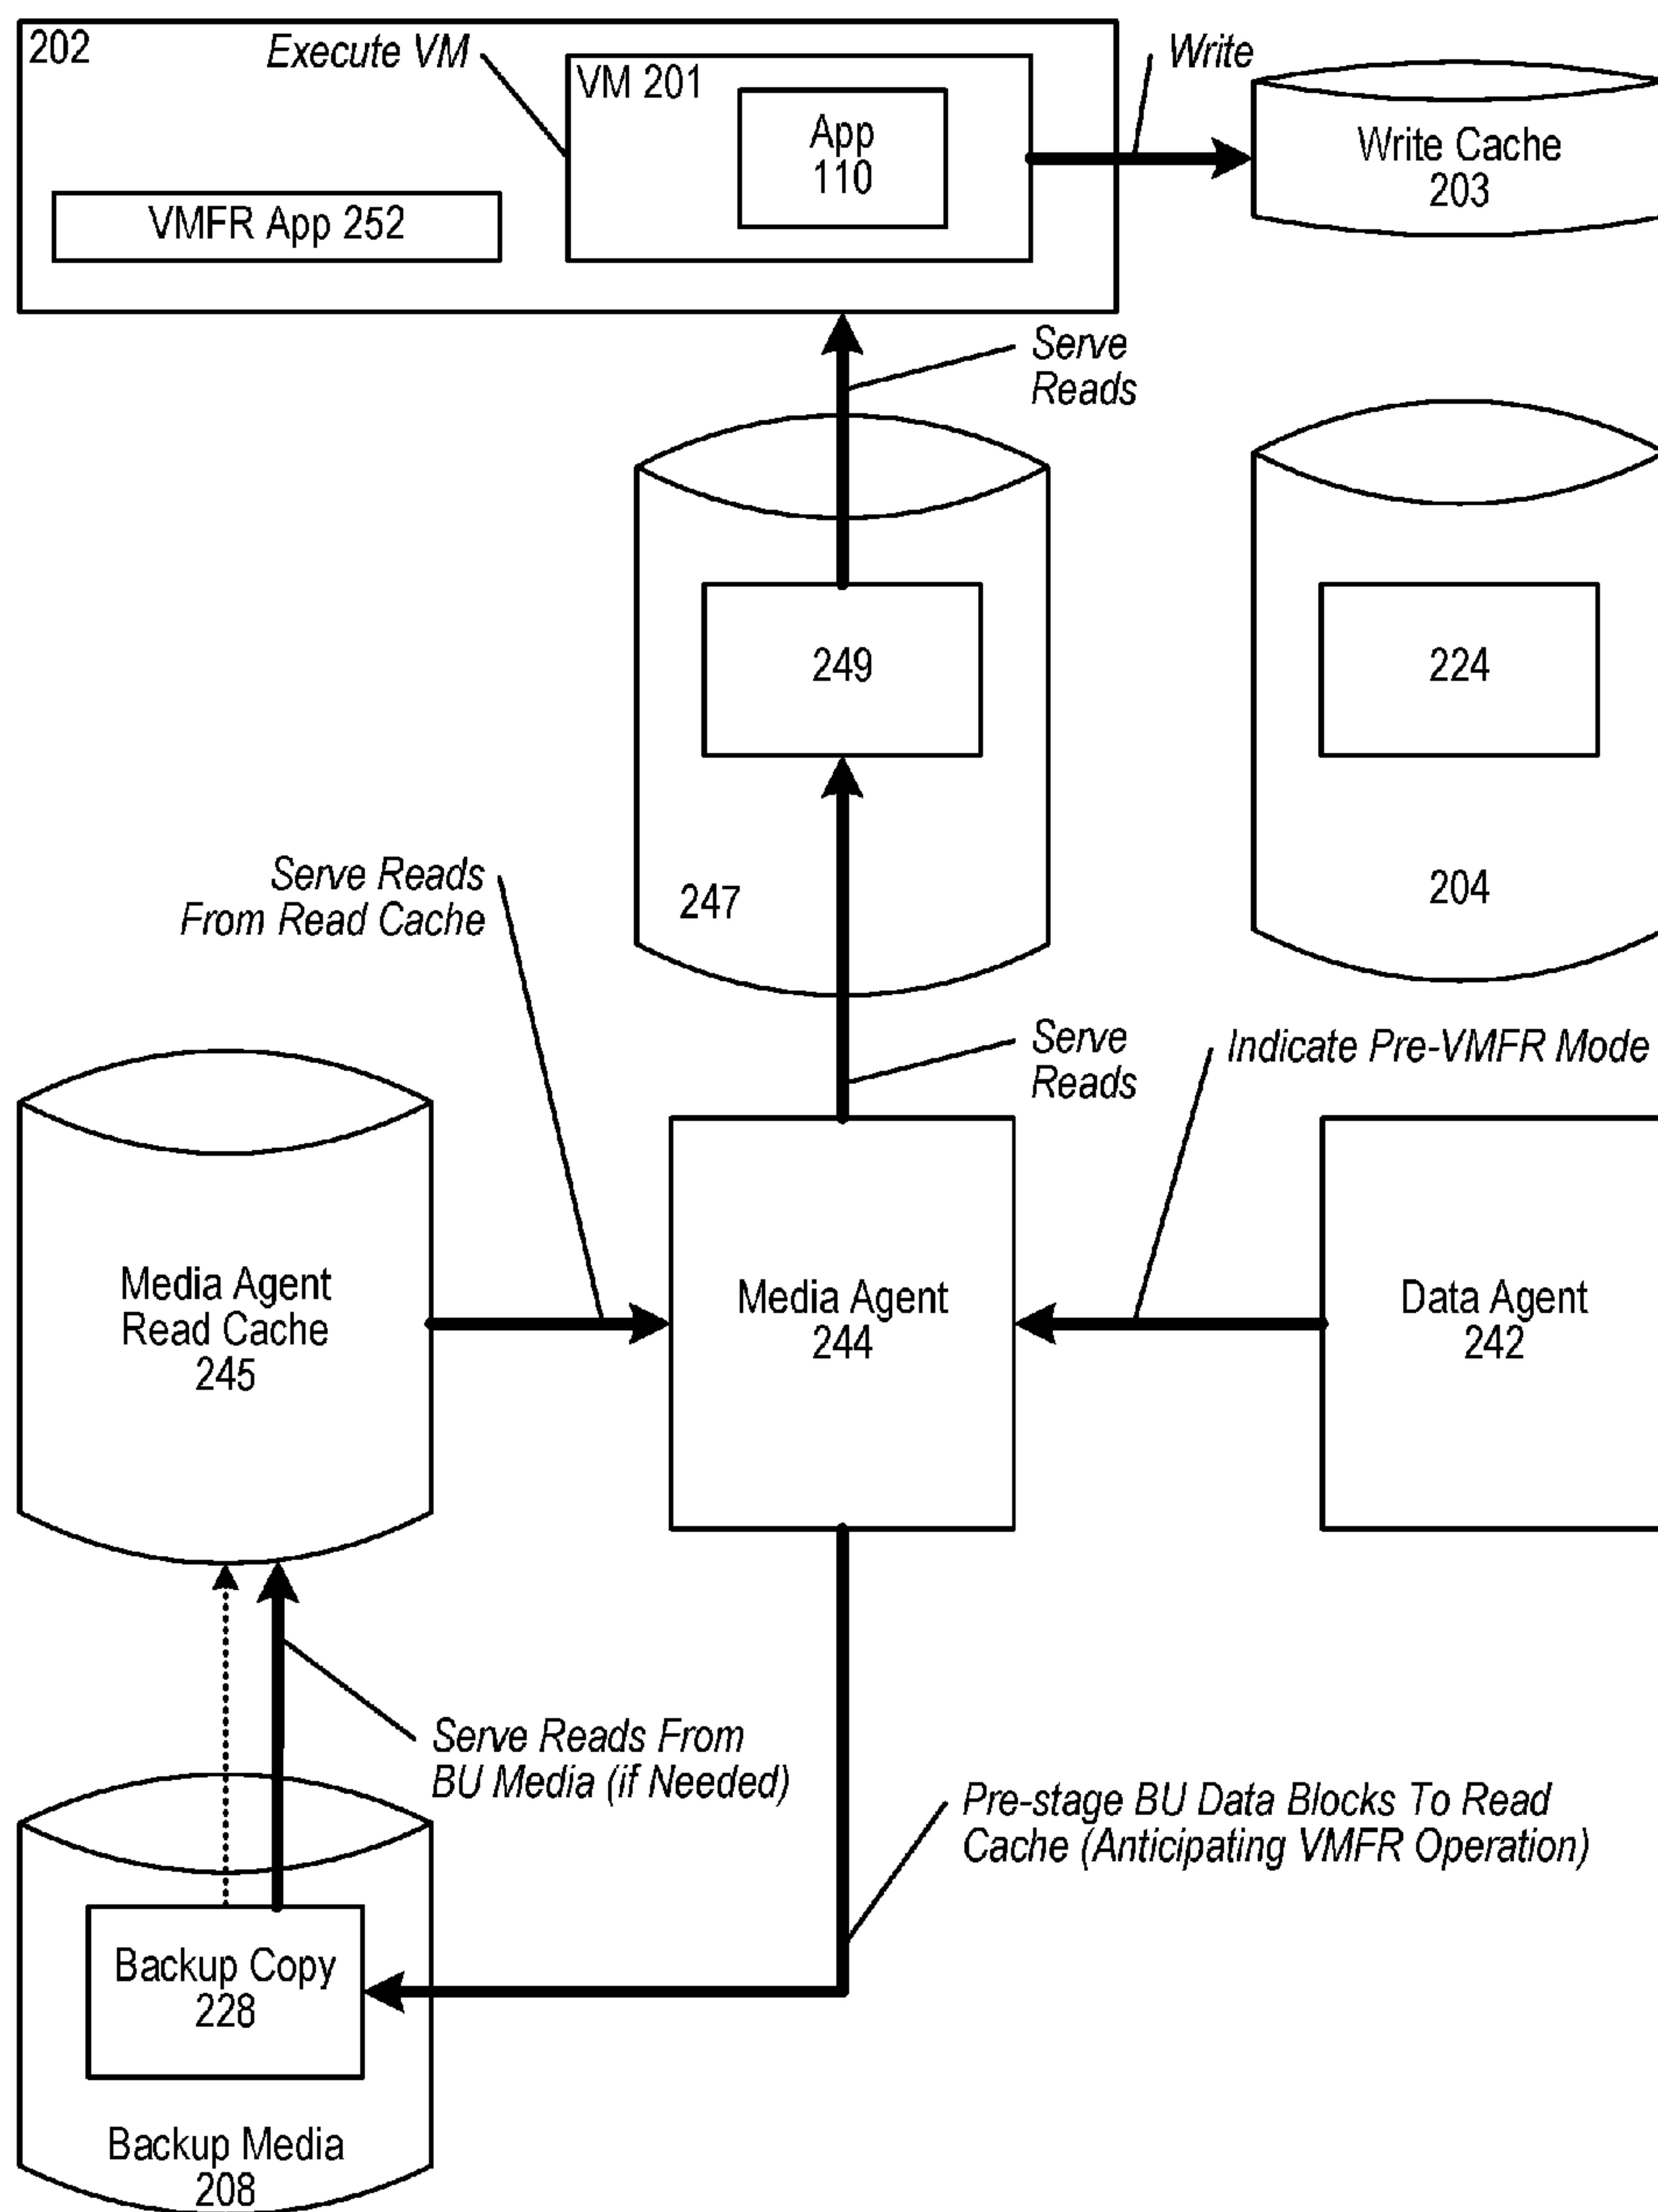 202
Execute VM
VM 201
App
110
VMFR App 252
Write
Write Cache
203
Serve
Reads
249
247
224
204
Serve Reads
From Read Cache
Serve
Reads
Indicate Pre-VMFR Mode
Media Agent
Read Cache
245
Media Agent
244
Data Agent
242
Serve Reads From
BU Media (if Needed)
Pre-stage BU Data Blocks To Read
Cache (Anticipating VMFR Operation)
Backup Copy
228
Backup Media
208